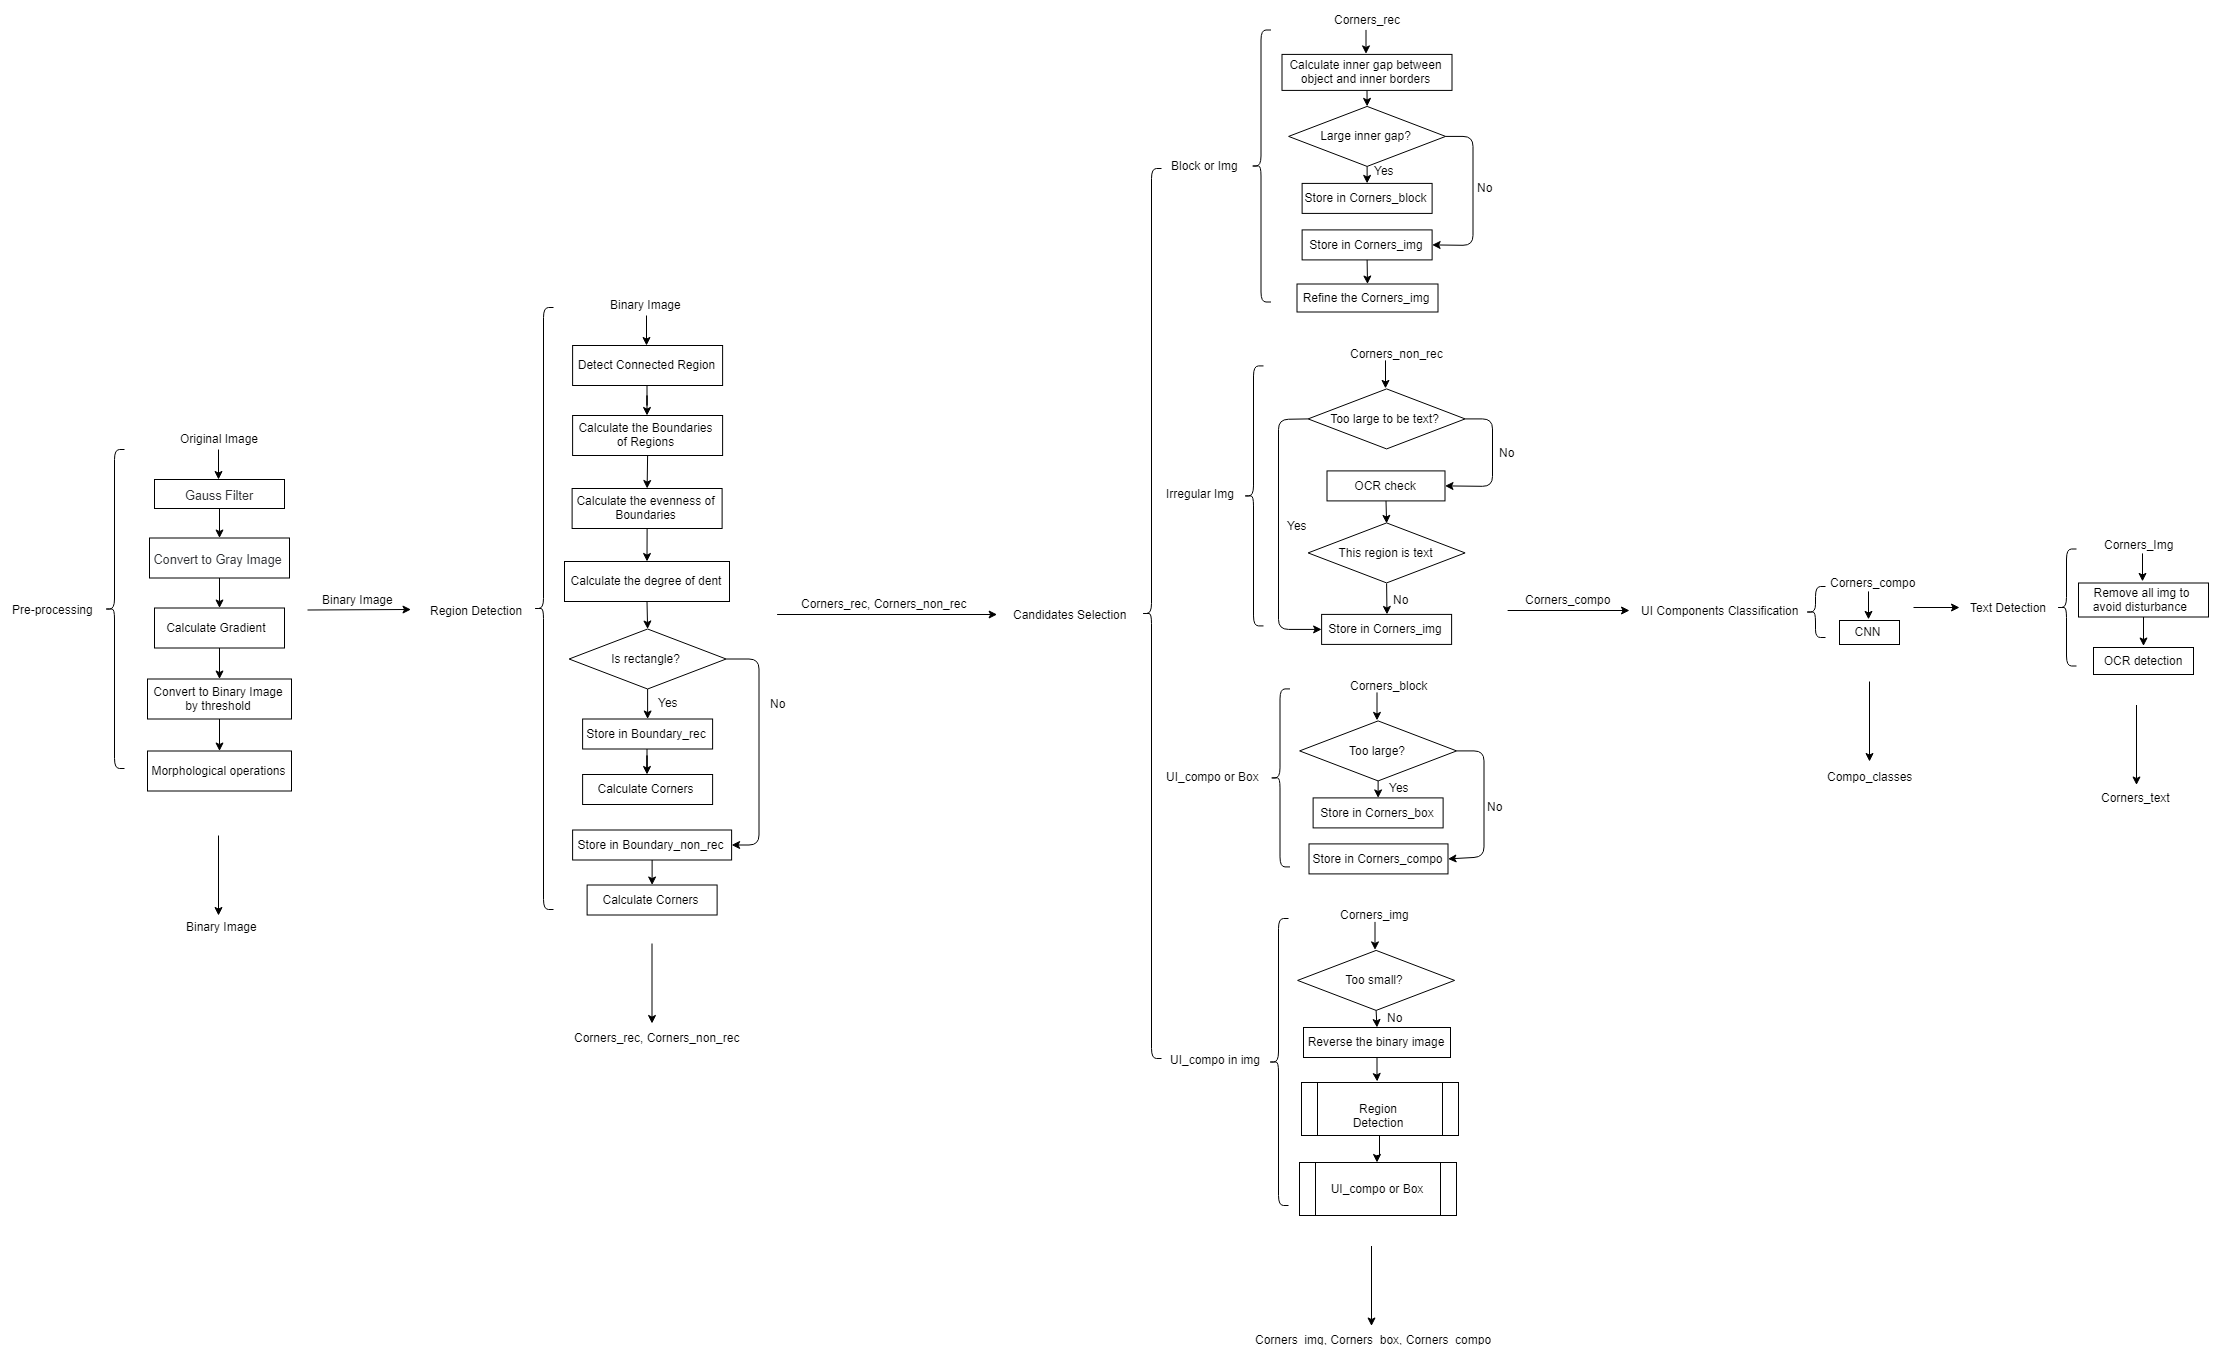 Pre-processing
Original Image
Gauss Filter
Convert to Gray Image
Calculate Gradient
Convert to Binary Image
by threshold
Morphological operations
Binary Image
Binary Image
Region Detection
Binary Image
Detect Connected Region
Calculate the Boundaries
of Regions
Calculate the evenness of
Boundaries
Calculate the degree of dent
Is rectangle?
Yes
No
Store in Boundary_rec
Calculate Corners
Store in Boundary_non_rec
Calculate Corners
Corners_rec, Corners_non_rec
Corners_rec, Corners_non_rec
Candidates Selection
Block or Img
Corners_rec
Calculate inner gap between
object and inner borders
Large inner gap?
Yes
No
Store in Corners_block
Store in Corners_img
Refine the Corners_img
Irregular Img
Corners_non_rec
Too large to be text?
No
OCR check
Yes
This region is text
No
Store in Corners_img
UI_compo or Box
Corners_block
Too large?
Yes
No
Store in Corners_box
Store in Corners_compo
UI_compo in img
Corners_img
Too small?
No
Reverse the binary image
Region
Detection
UI_compo or Box
Corners_img, Corners_box, Corners_compo
Corners_compo
UI Components Classification
Corners_compo
CNN
Compo_classes
Text Detection
Corners_Img
Remove all img to
avoid disturbance
OCR detection
Corners_text